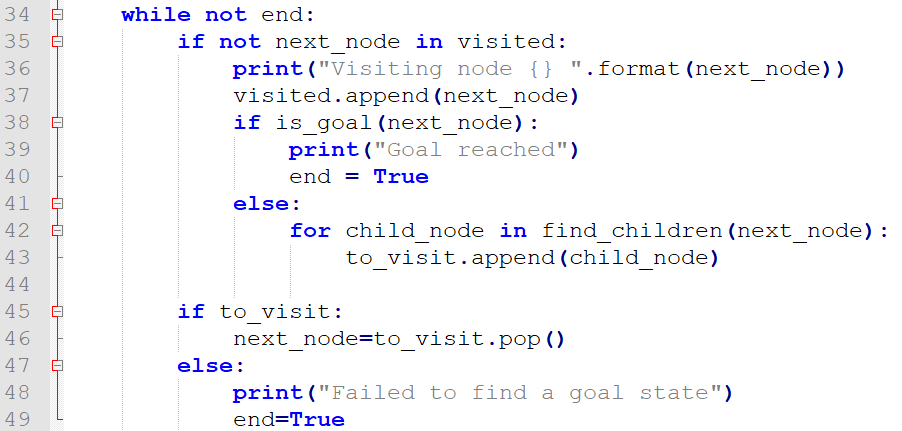 34 while not end:
35 if not next_node in visited:
36 print("Visiting node {} ".format(next_node))
37 visited.append(next_node)
38 if is_goal(next_node):
39 print("Goal reached")
40 end = True
41 else:
42 for child_node in find_children(next_node):
43 to_visit.append(child_node)
44
45 if to_visit:
46 next_node=to_visit.pop()
47 else:
48 print("Failed to find a goal state")
49 end=True